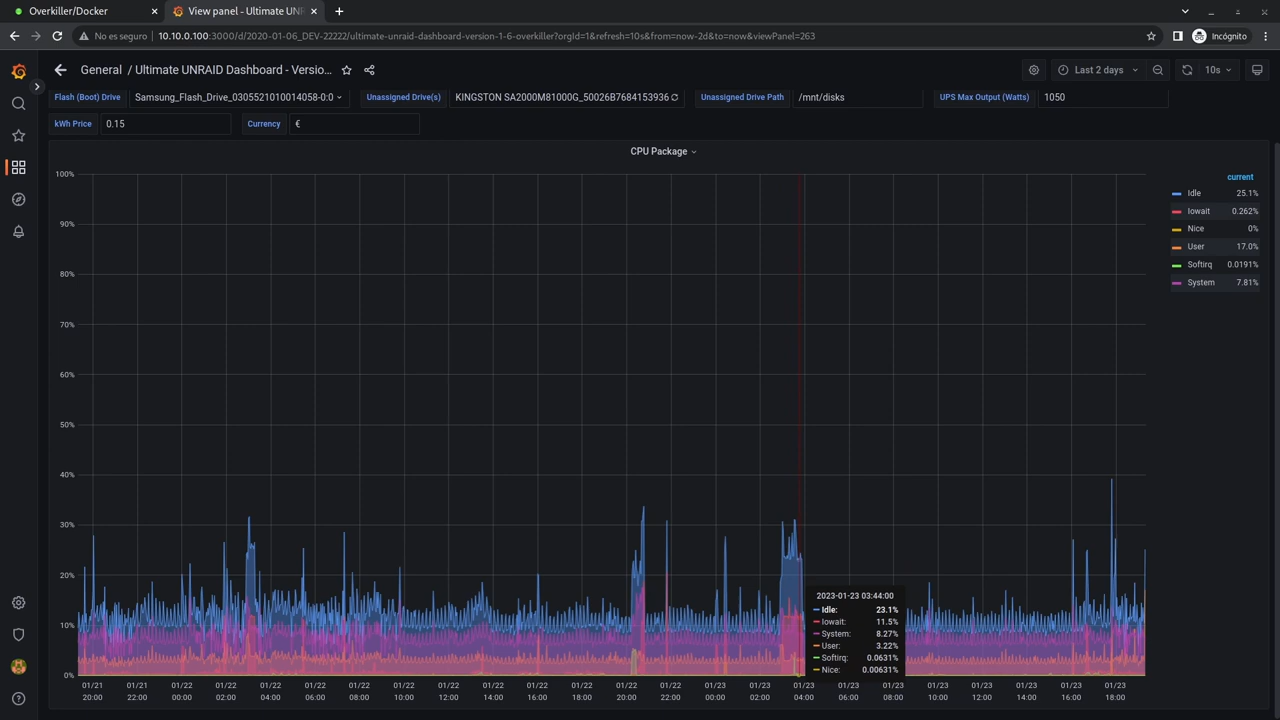 Overkiller/Docker
View panel - Ultimate UNR
No es seguro
10.10.0.100:3000/d/2020-01-06_DEV-22222/ultimate-unraid-dashboard-version-1-6-overkiller?orgId=1&refresh=10s&from=now-2d&to=now&viewPanel=263
Incógnito
General / Ultimate UNRAID Dashboard - Versio...
Last 2 days
10s
Flash (Boot) Drive Samsung_Flash_Drive_0305521010014058-0:0
Unassigned Drive(s) KINGSTON SA2000M81000G_50026B7684153936
Unassigned Drive Path /mnt/disks
UPS Max Output (Watts) 1050
kWh Price 0.15
Currency €
CPU Package
100%
90%
80%
70%
60%
50%
40%
30%
20%
10%
0%
current
Idle 25.1%
Iowait 0.262%
Nice 0%
User 17.0%
Softirq 0.0191%
System 7.81%
2023-01-23 03:44:00
Idle: 23.1%
Iowait: 11.5%
System: 8.27%
User: 3.22%
Softirq: 0.0631%
Nice: 0.00631%
01/21 01/21 01/22 01/22 01/22 01/22 01/22 01/22 01/22 01/22 01/22 01/22 01/22 01/22 01/23 01/23 01/23 01/23 01/23 01/23 01/23 01/23 01/23 01/23
20:00 22:00 00:00 02:00 04:00 06:00 08:00 10:00 12:00 14:00 16:00 18:00 20:00 22:00 00:00 02:00 04:00 06:00 08:00 10:00 12:00 14:00 16:00 18:00